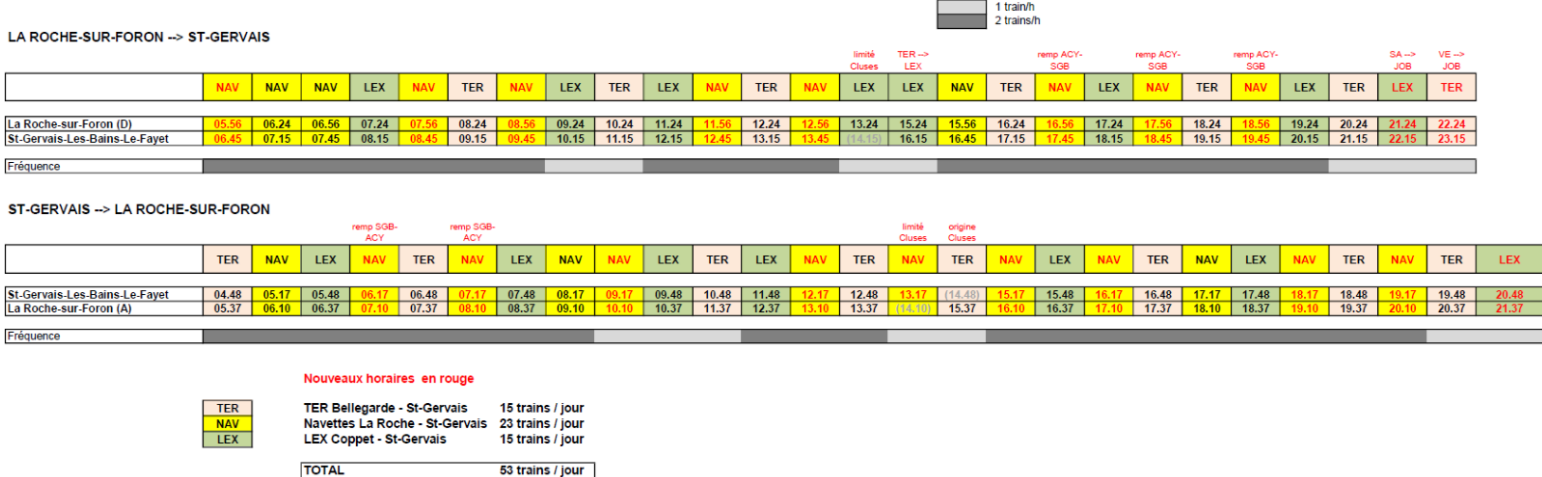 1 train/h
2 trains/h
LA ROCHE-SUR-FORON --> ST-GERVAIS
limité Cluses TER --> LEX remp ACY-SGB remp ACY-SGB remp ACY-SGB SA --> JOB VE --> JOB
NAV NAV NAV LEX NAV TER NAV LEX TER LEX NAV TER NAV LEX LEX NAV TER NAV LEX NAV TER NAV LEX TER LEX TER
La Roche-sur-Foron (D) 05.56 06.24 06.56 07.24 07.56 08.24 08.56 09.24 10.24 11.24 11.56 12.24 12.56 13.24 15.24 15.56 16.24 16.56 17.24 17.56 18.24 18.56 19.24 20.24 21.24 22.24
St-Gervais-Les-Bains-Le-Fayet 06.45 07.15 07.45 08.15 08.45 09.15 09.45 10.15 11.15 12.15 12.45 13.15 13.45 (14.15) 16.15 16.45 17.15 17.45 18.15 18.45 19.15 19.45 20.15 21.15 22.15 23.15
Fréquence
ST-GERVAIS --> LA ROCHE-SUR-FORON
remp SGB-ACY remp SGB-ACY limité Cluses origine Cluses
TER NAV LEX NAV TER NAV LEX NAV NAV LEX TER LEX NAV TER NAV TER NAV LEX NAV TER NAV LEX NAV TER NAV TER LEX
St-Gervais-Les-Bains-Le-Fayet 04.48 05.17 05.48 06.17 06.48 07.17 07.48 08.17 09.17 09.48 10.48 11.48 12.17 12.48 13.17 (14.48) 15.17 15.48 16.17 16.48 17.17 17.48 18.17 18.48 19.17 19.48 20.48
La Roche-sur-Foron (A) 05.37 06.10 06.37 07.10 07.37 08.10 08.37 09.10 10.10 10.37 11.37 12.37 13.10 13.37 (14.10) 15.37 16.10 16.37 17.10 17.37 18.10 18.37 19.10 19.37 20.10 20.37 21.37
Fréquence
Nouveaux horaires en rouge
TER TER Bellegarde - St-Gervais 15 trains / jour
NAV Navettes La Roche - St-Gervais 23 trains / jour
LEX LEX Coppet - St-Gervais 15 trains / jour
TOTAL 53 trains / jour